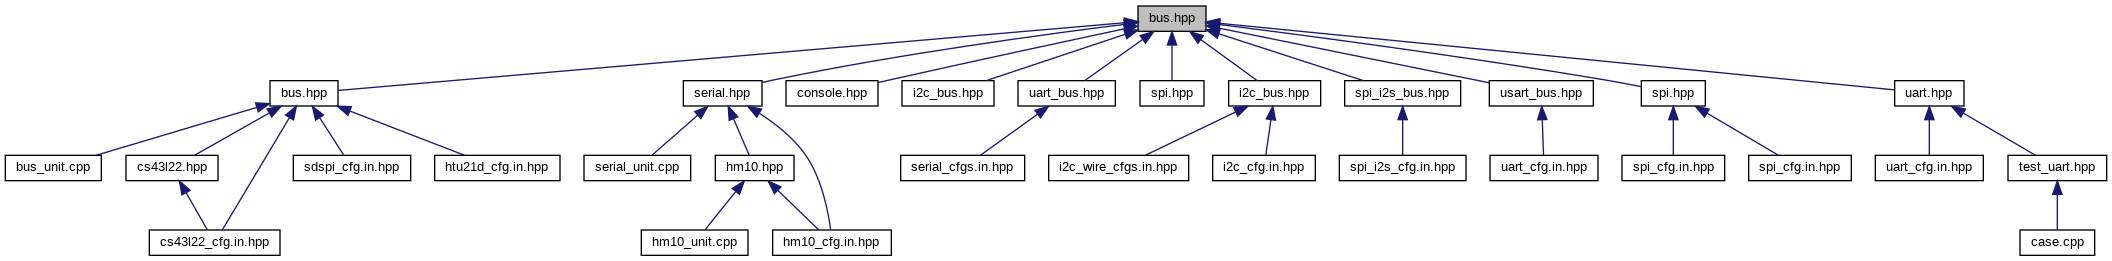 bus.hpp
bus.hpp
serial.hpp
console.hpp
i2c_bus.hpp
uart_bus.hpp
spi.hpp
i2c_bus.hpp
spi_i2s_bus.hpp
usart_bus.hpp
spi.hpp
uart.hpp
bus_unit.cpp
cs43l22.hpp
sdspi_cfg.in.hpp
htu21d_cfg.in.hpp
serial_unit.cpp
hm10.hpp
serial_cfgs.in.hpp
i2c_wire_cfgs.in.hpp
i2c_cfg.in.hpp
spi_i2s_cfg.in.hpp
uart_cfg.in.hpp
spi_cfg.in.hpp
spi_cfg.in.hpp
uart_cfg.in.hpp
test_uart.hpp
cs43l22_cfg.in.hpp
hm10_unit.cpp
hm10_cfg.in.hpp
case.cpp